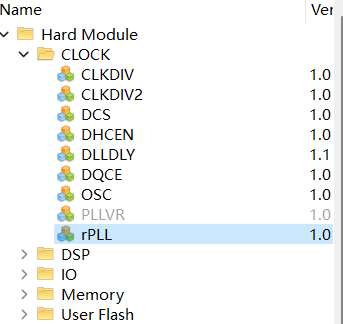 Name Ver
Hard Module
CLOCK
CLKDIV 1.0
CLKDIV2 1.0
DCS 1.0
DHCEN 1.0
DLLDLY 1.1
DQCE 1.0
OSC 1.0
PLLVR 1.0
rPLL 1.0
DSP
IO
Memory
User Flash